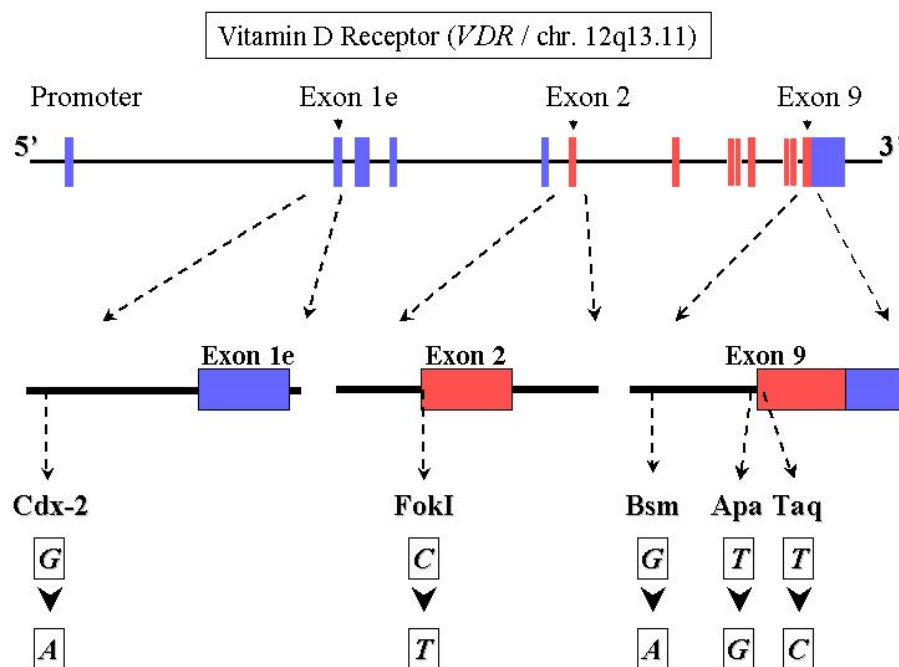 Vitamin D Receptor (VDR / chr. 12q13.11)
Promoter Exon 1e Exon 2 Exon 9
5' 3'
Exon 1e Exon 2 Exon 9
Cdx-2 FokI Bsm Apa Taq
G C G T T
A T A G C